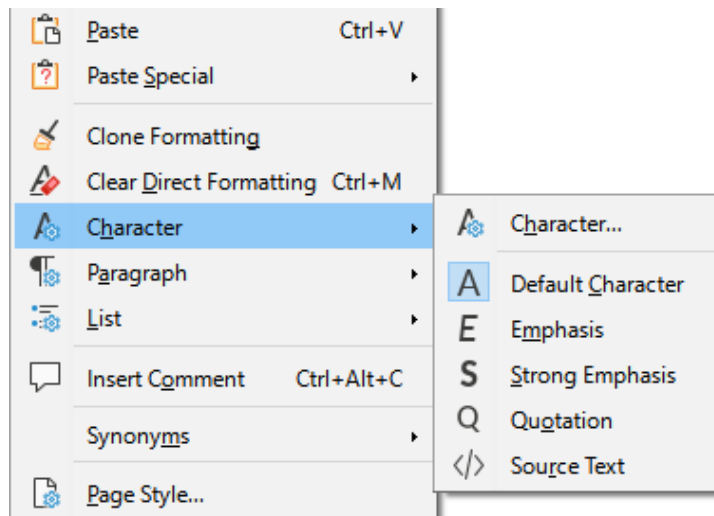 Paste Ctrl+V
Paste Special
Clone Formatting
Clear Direct Formatting Ctrl+M
Character
Paragraph
List
Insert Comment Ctrl+Alt+C
Synonyms
Page Style...
Character...
A Default Character
E Emphasis
S Strong Emphasis
Q Quotation
</> Source Text